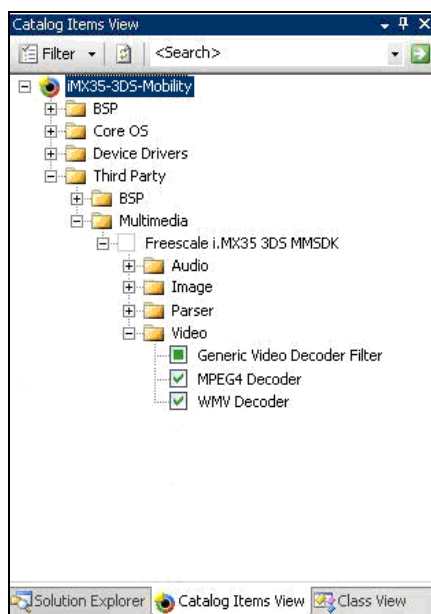 Catalog Items View
Filter <Search>
iMX35-3DS-Mobility
BSP
Core OS
Device Drivers
Third Party
BSP
Multimedia
Freescale i.MX35 3DS MMSDK
Audio
Image
Parser
Video
Generic Video Decoder Filter
MPEG4 Decoder
WMV Decoder
Solution Explorer Catalog Items View Class View